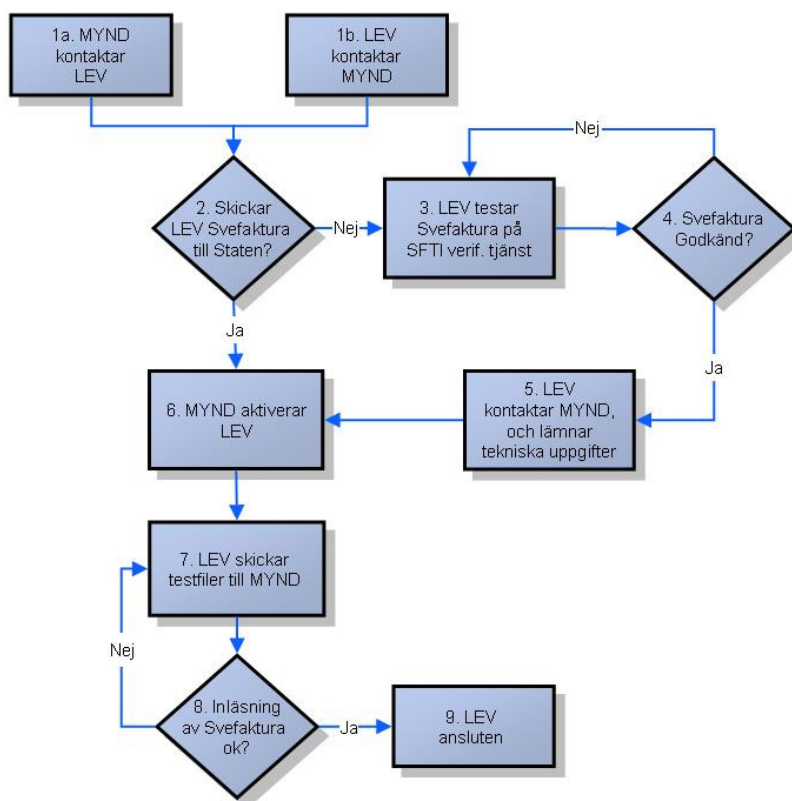 1a. MYND
kontaktar
LEV
1b. LEV
kontaktar
MYND
2. Skickar
LEV Svefaktura
till Staten?
Nej
3. LEV testar
Svefaktura på
SFTI verif. tjänst
Nej
4. Svefaktura
Godkänd?
Ja
Ja
5. LEV
kontaktar MYND,
och lämnar
tekniska uppgifter
6. MYND aktiverar
LEV
7. LEV skickar
testfiler till MYND
Nej
8. Inläsning
av Svefaktura
ok?
Ja
9. LEV
ansluten